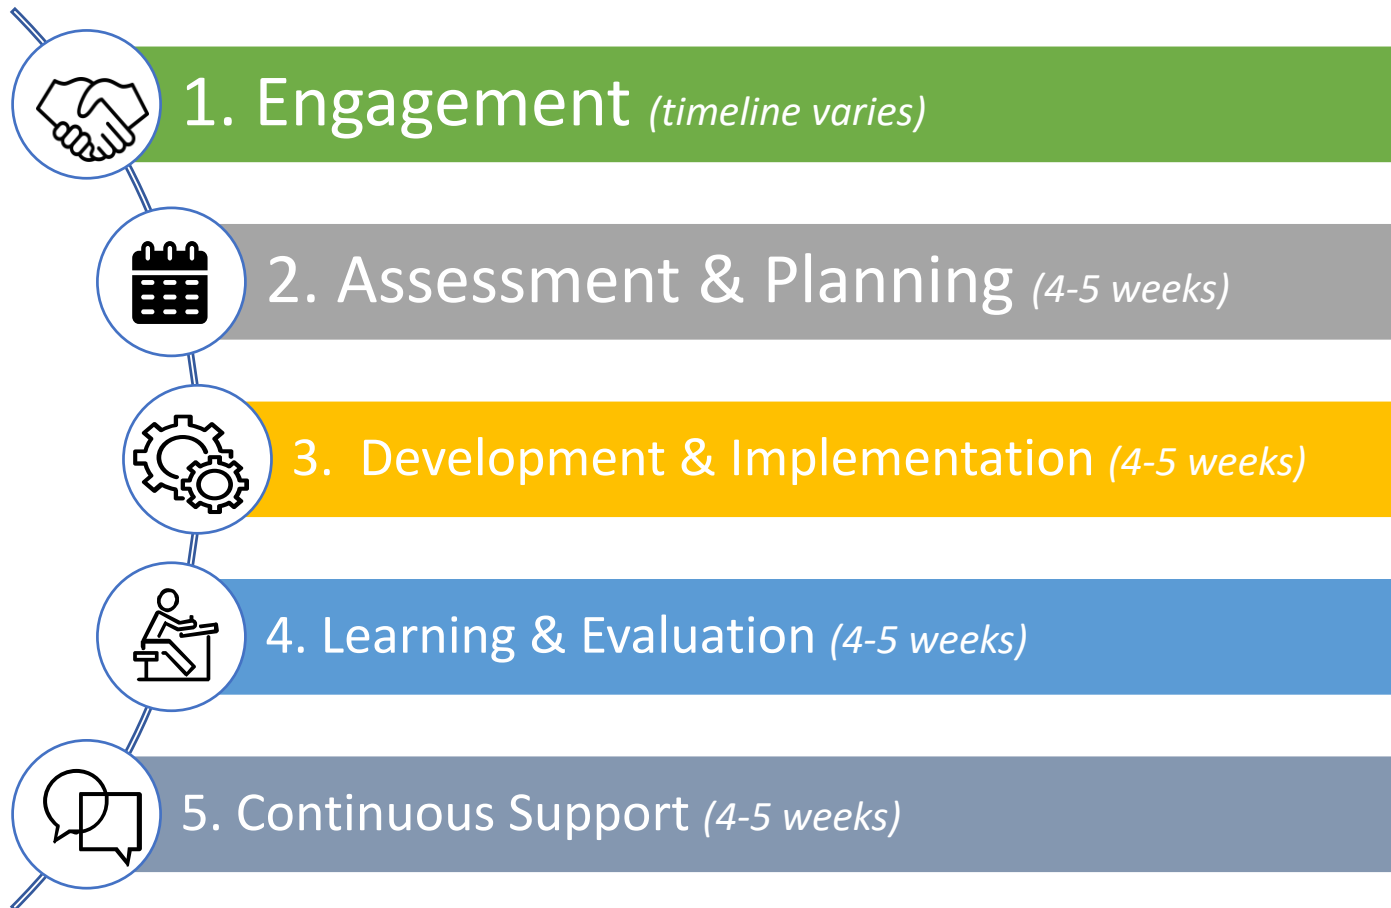 1. Engagement (timeline varies)
2. Assessment & Planning (4-5 weeks)
3. Development & Implementation (4-5 weeks)
4. Learning & Evaluation (4-5 weeks)
5. Continuous Support (4-5 weeks)